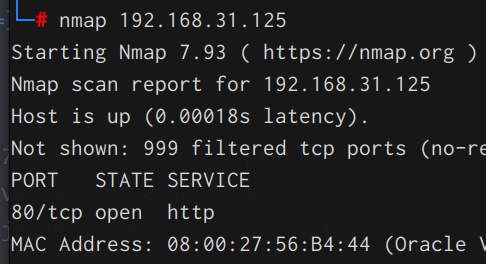 # nmap 192.168.31.125
Starting Nmap 7.93 ( https://nmap.org )
Nmap scan report for 192.168.31.125
Host is up (0.00018s latency).
Not shown: 999 filtered tcp ports (no-re
PORT   STATE SERVICE
80/tcp open  http
MAC Address: 08:00:27:56:B4:44 (Oracle V